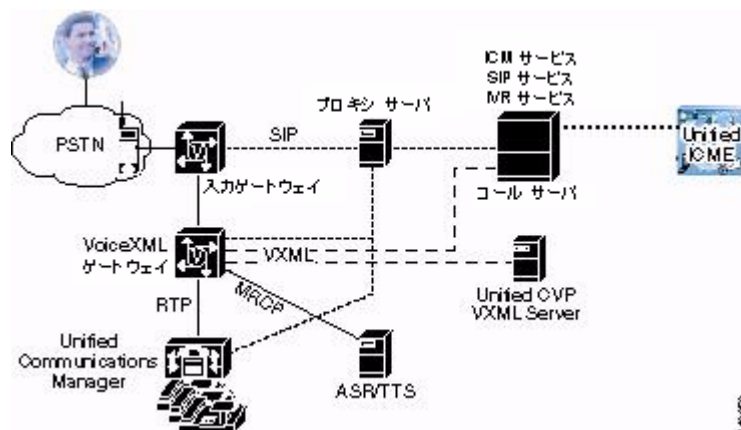 ICM サービス
SIP サービス
IVR サービス
プロキシ サーバ
PSTN
SIP
Unified
ICME
入力ゲートウェイ
コール サーバ
VoiceXML
ゲートウェイ
VXML
RTP
MRCP
Unified CVP
VXML Server
Unified
Communications
Manager
ASR/TTS